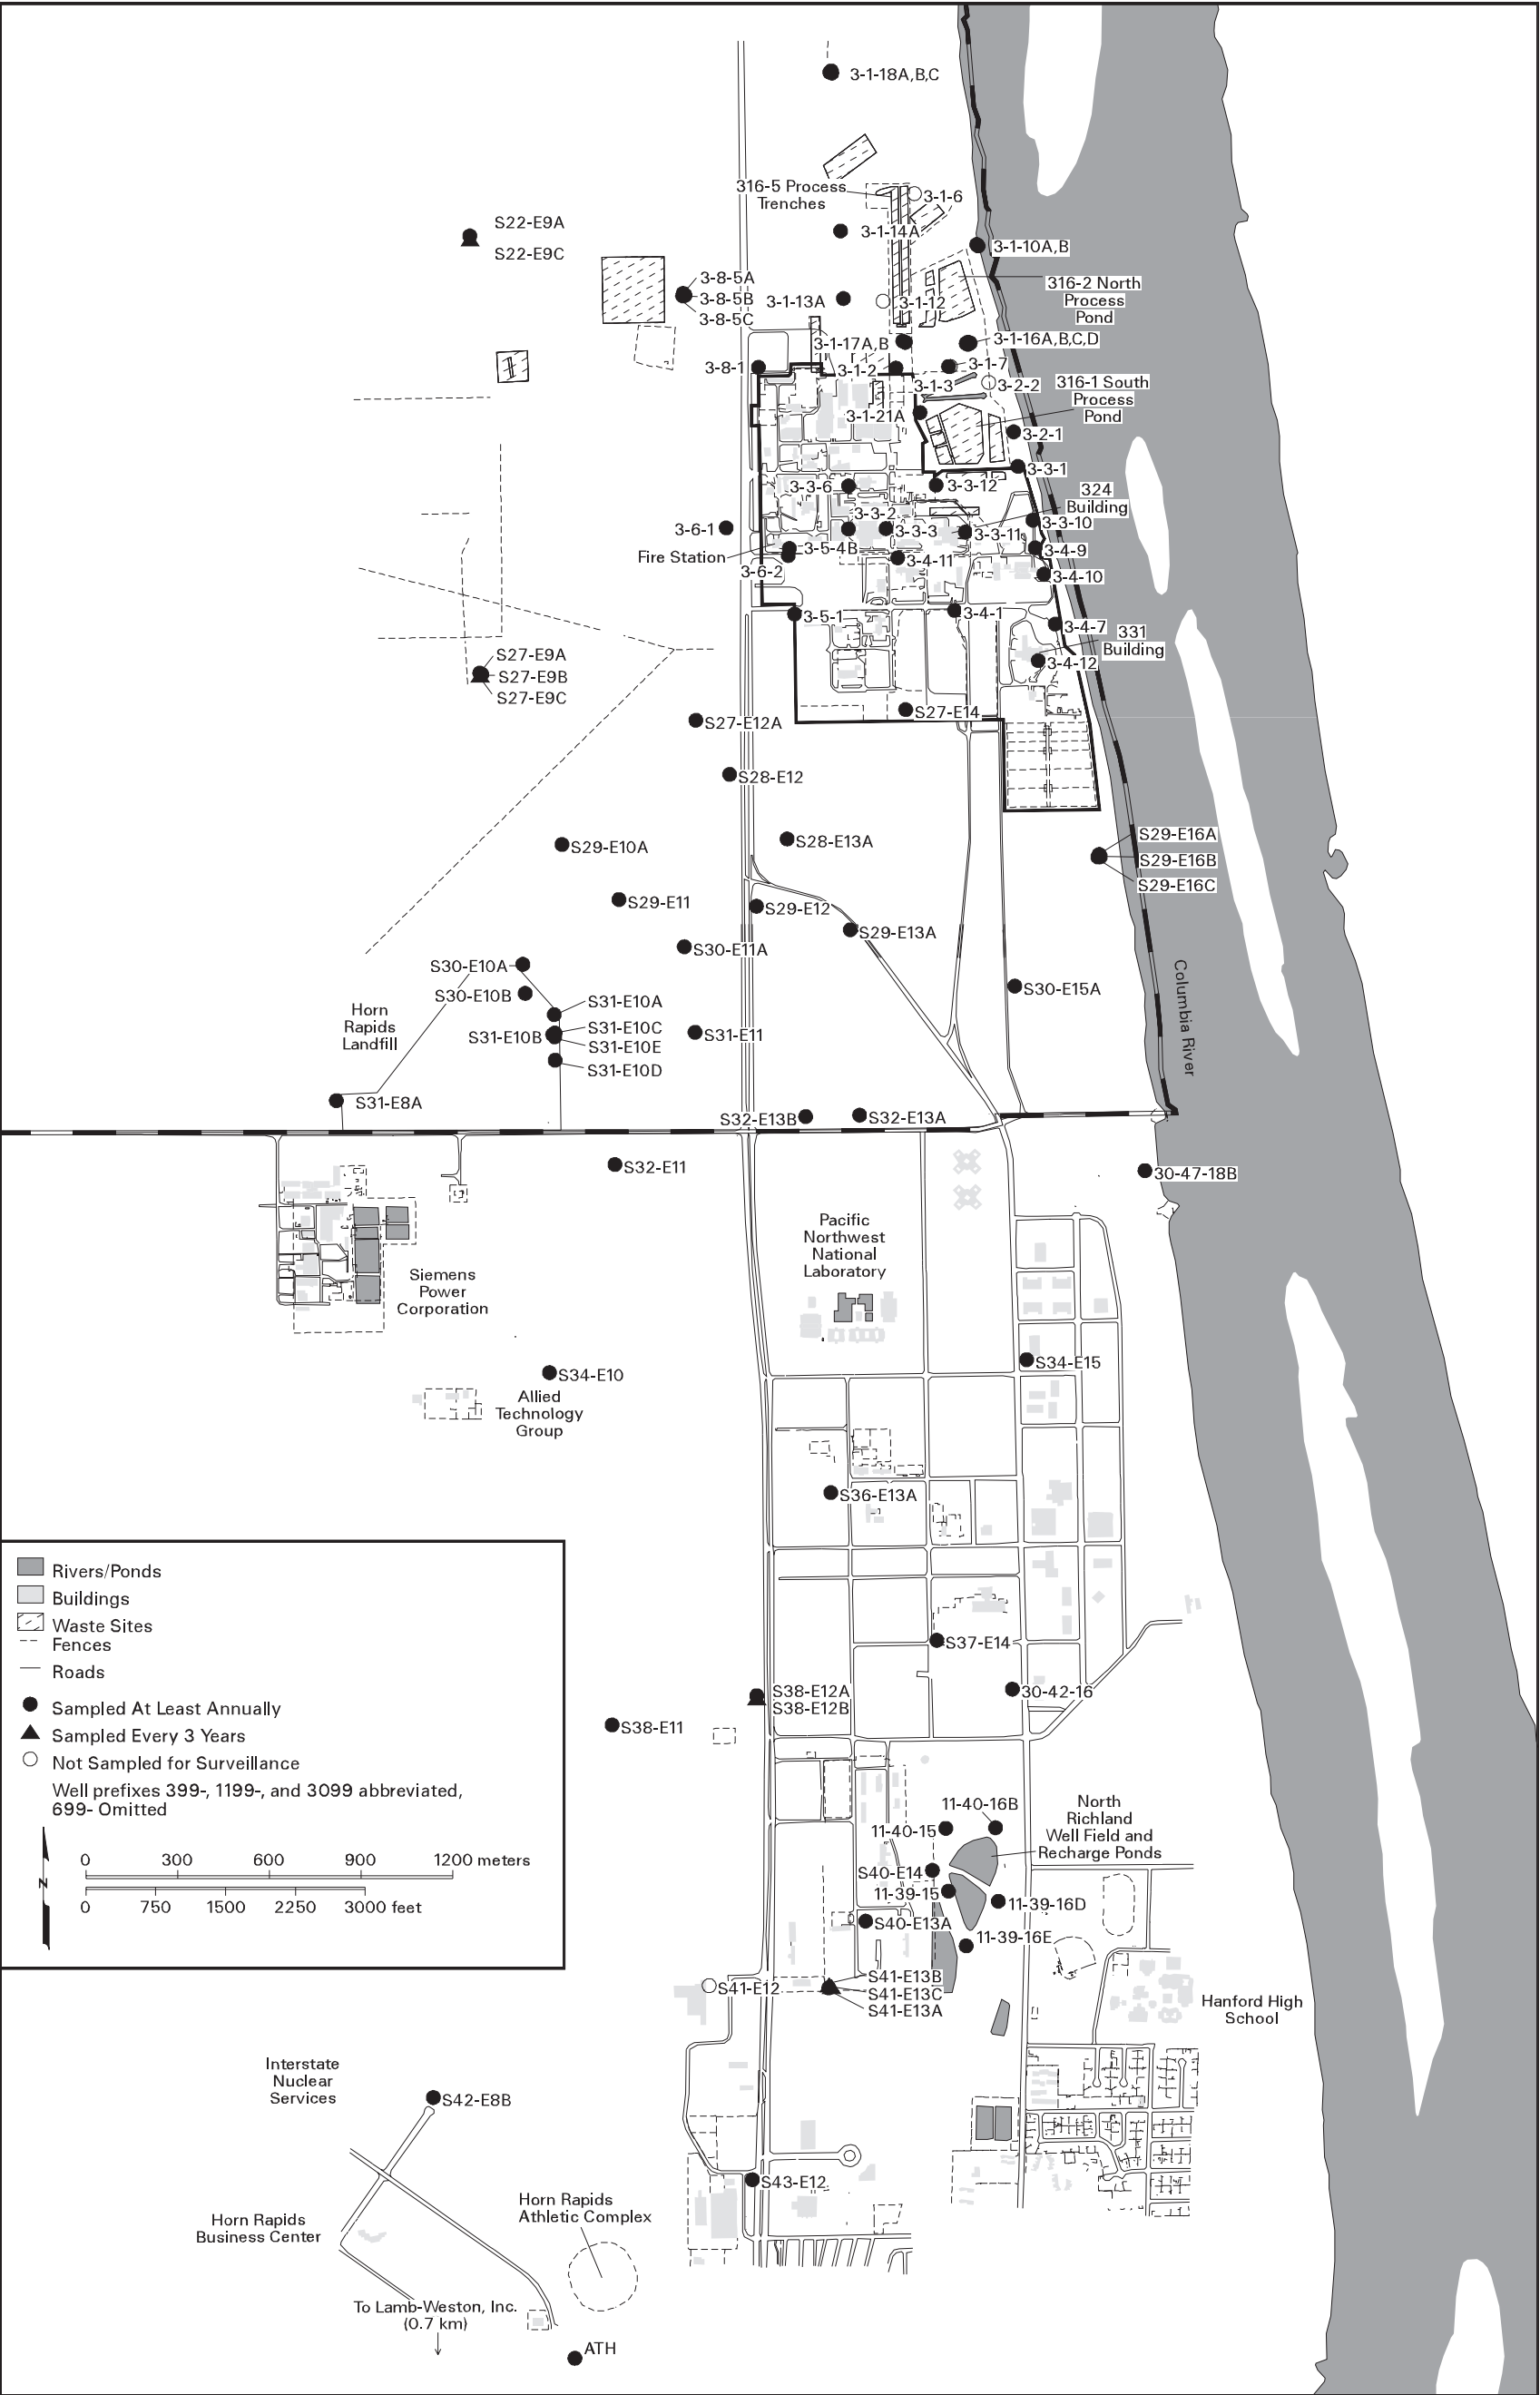 3-1-18A,B,C
316-5 Process
Trenches
3-1-6
S22-E9A
S22-E9C
3-1-14A
3-1-10A,B
3-8-5A
3-8-5B
3-8-5C
3-1-13A
3-1-12
316-2 North
Process
Pond
3-1-17A,B
3-1-16A,B,C,D
3-8-1
3-1-2
3-1-7
3-1-3
3-2-2
316-1 South
Process
Pond
3-1-21A
3-2-1
3-3-1
3-3-6
3-3-12
324
Building
3-3-2
3-3-10
3-6-1
3-3-3
3-3-11
Fire Station
3-5-4B
3-4-9
3-4-11
3-6-2
3-4-10
3-5-1
3-4-1
3-4-7
331
Building
3-4-12
S27-E9A
S27-E9B
S27-E9C
S27-E12A
S27-E14
S28-E12
S28-E13A
S29-E16A
S29-E16B
S29-E16C
S29-E10A
S29-E11
S29-E12
S29-E13A
S30-E11A
S30-E10A
S30-E10B
S30-E15A
Columbia River
Horn
Rapids
Landfill
S31-E10A
S31-E10C
S31-E10B
S31-E10E
S31-E10D
S31-E11
S31-E8A
S32-E13B
S32-E13A
S32-E11
30-47-18B
Pacific
Northwest
National
Laboratory
Siemens
Power
Corporation
S34-E15
S34-E10
Allied
Technology
Group
S36-E13A
Rivers/Ponds
Buildings
Waste Sites
Fences
Roads
Sampled At Least Annually
Sampled Every 3 Years
Not Sampled for Surveillance
Well prefixes 399-, 1199-, and 3099 abbreviated,
699- Omitted
0 300 600 900 1200 meters
N
0 750 1500 2250 3000 feet
S37-E14
S38-E12A
S38-E12B
30-42-16
S38-E11
11-40-16B
11-40-15
North
Richland
Well Field and
Recharge Ponds
S40-E14
11-39-15
11-39-16D
S40-E13A
11-39-16E
S41-E12
S41-E13B
S41-E13C
S41-E13A
Hanford High
School
Interstate
Nuclear
Services
S42-E8B
S43-E12
Horn Rapids
Business Center
Horn Rapids
Athletic Complex
To Lamb-Weston, Inc.
(0.7 km)
ATH